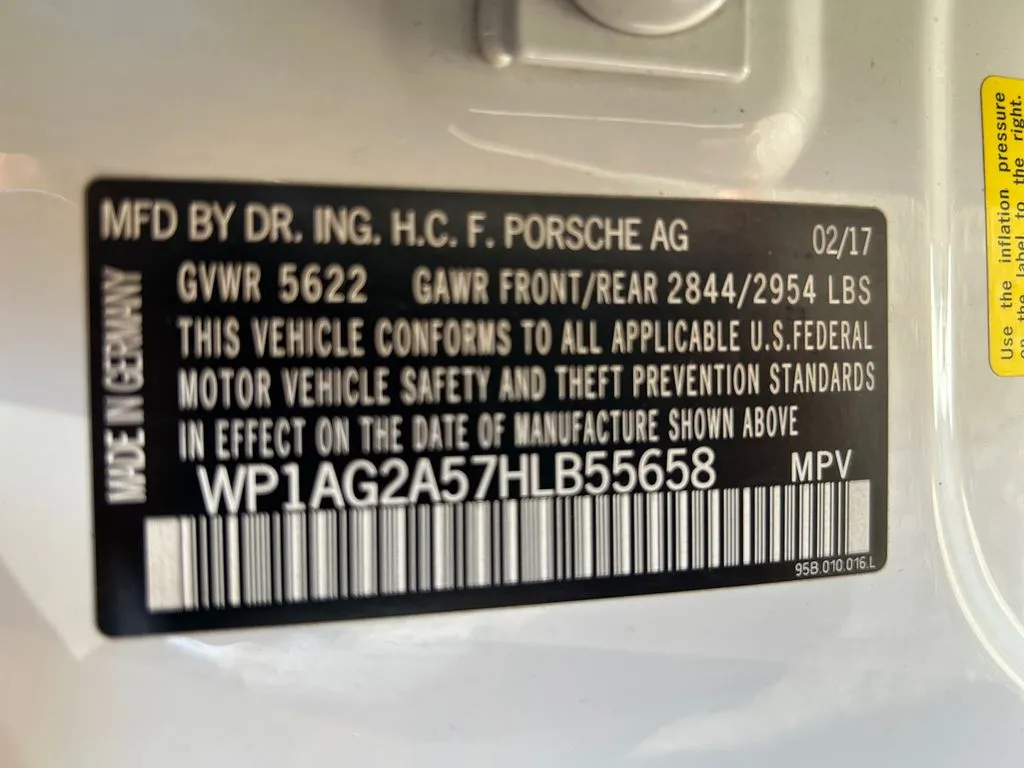 MFD BY DR. ING. H.C. F. PORSCHE AG 02/17
GVWR 5622 GAWR FRONT/REAR 2844/2954 LBS
THIS VEHICLE CONFORMS TO ALL APPLICABLE U.S.FEDERAL
MOTOR VEHICLE SAFETY AND THEFT PREVENTION STANDARDS
IN EFFECT ON THE DATE OF MANUFACTURE SHOWN ABOVE
WP1AG2A57HLB55658 MPV
95B.010.016.L
MADE IN GERMANY
Use the inflation pressure
on the label to the right.